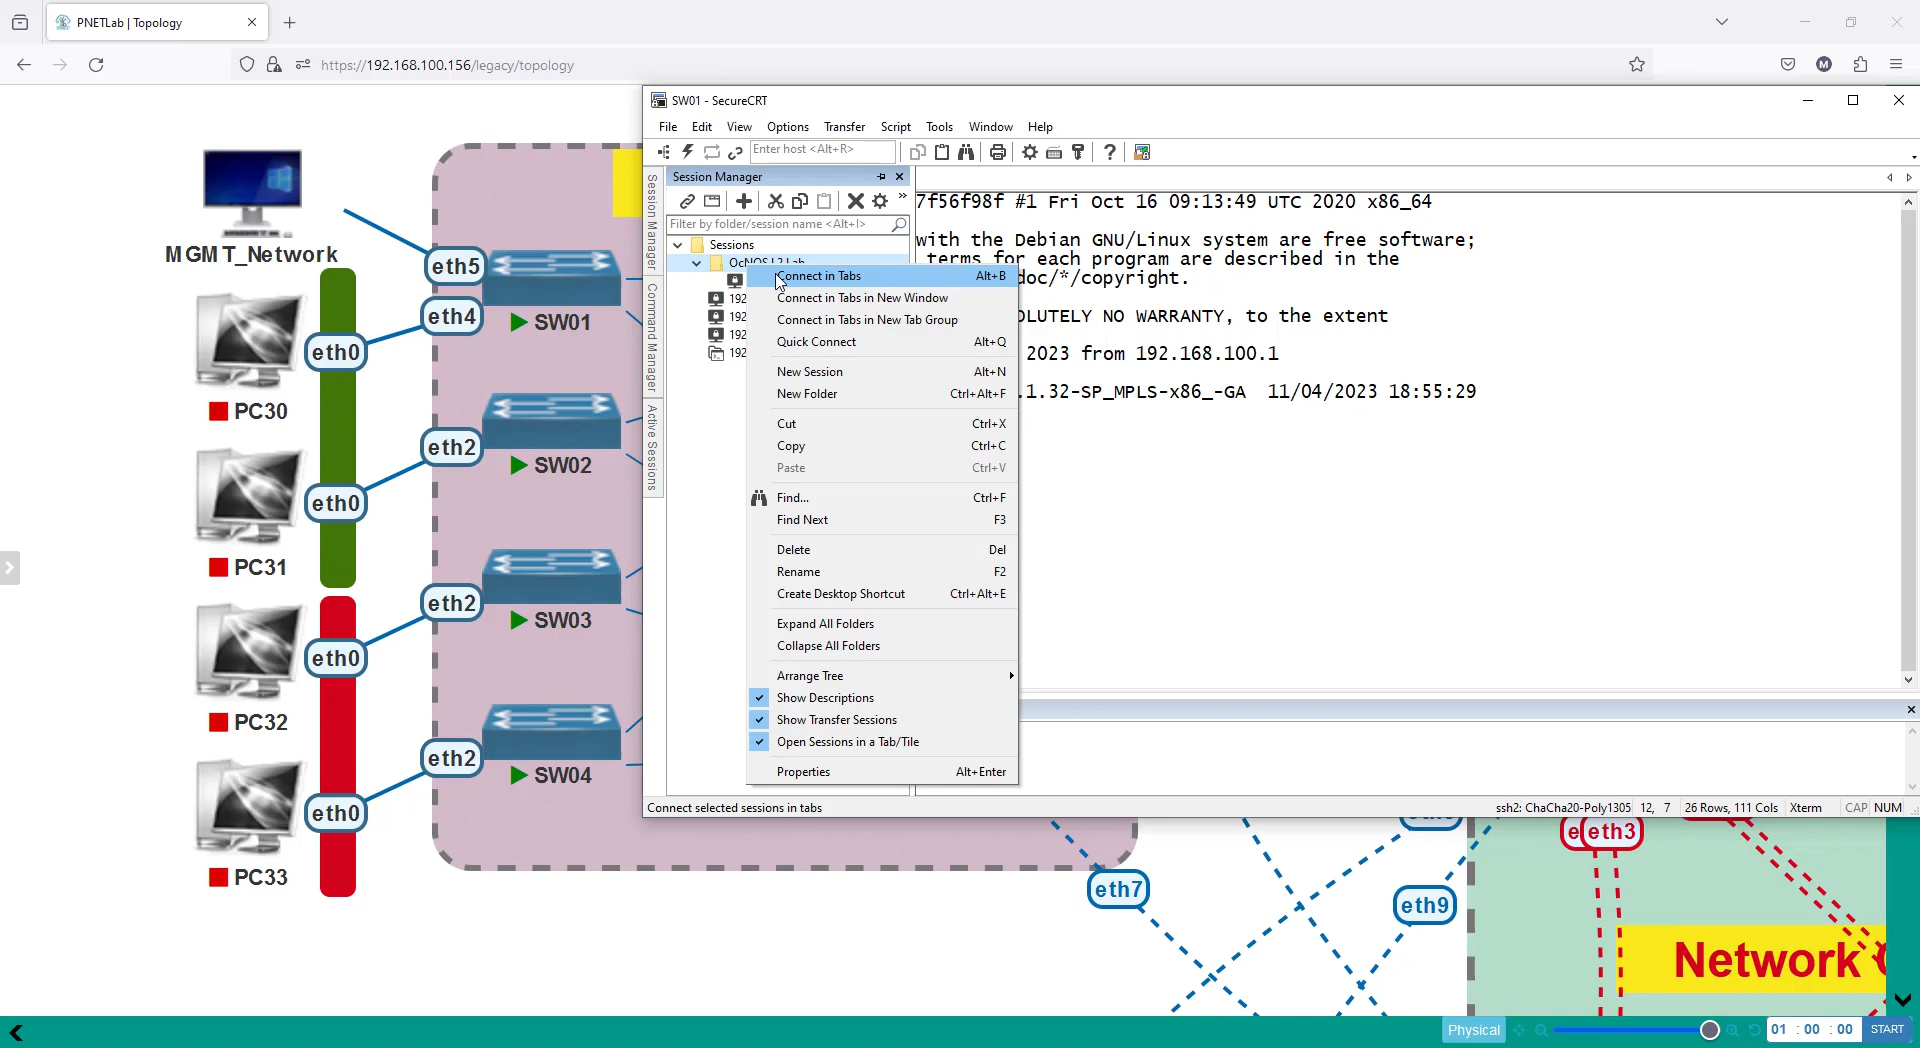 PNETLab | Topology
https://192.168.100.156/legacy/topology
M
MGMT_Network
eth5
SW01
eth4
eth0
PC30
eth2
SW02
eth0
PC31
eth2
SW03
eth0
PC32
eth2
SW04
eth0
PC33
SW01 - SecureCRT
File Edit View Options Transfer Script Tools Window Help
Enter host <Alt+R>
Session Manager
Command Manager
Active Sessions
Session Manager
Filter by folder/session name <Alt+I>
Sessions
OcNOS L2 Lab
192
192
192
192
Connect in Tabs Alt+B
Connect in Tabs in New Window
Connect in Tabs in New Tab Group
Quick Connect Alt+Q
New Session Alt+N
New Folder Ctrl+Alt+F
Cut Ctrl+X
Copy Ctrl+C
Paste Ctrl+V
Find... Ctrl+F
Find Next F3
Delete Del
Rename F2
Create Desktop Shortcut Ctrl+Alt+E
Expand All Folders
Collapse All Folders
Arrange Tree
Show Descriptions
Show Transfer Sessions
Open Sessions in a Tab/Tile
Properties Alt+Enter
7f56f98f #1 Fri Oct 16 09:13:49 UTC 2020 x86_64
with the Debian GNU/Linux system are free software;
terms for each program are described in the
doc/*/copyright.
OLUTELY NO WARRANTY, to the extent
2023 from 192.168.100.1
.1.32-SP_MPLS-x86_-GA 11/04/2023 18:55:29
Connect selected sessions in tabs
ssh2: ChaCha20-Poly1305 12, 7 26 Rows, 111 Cols Xterm CAP NUM
eth3
eth7
eth9
Network
Physical
01 : 00 : 00
START